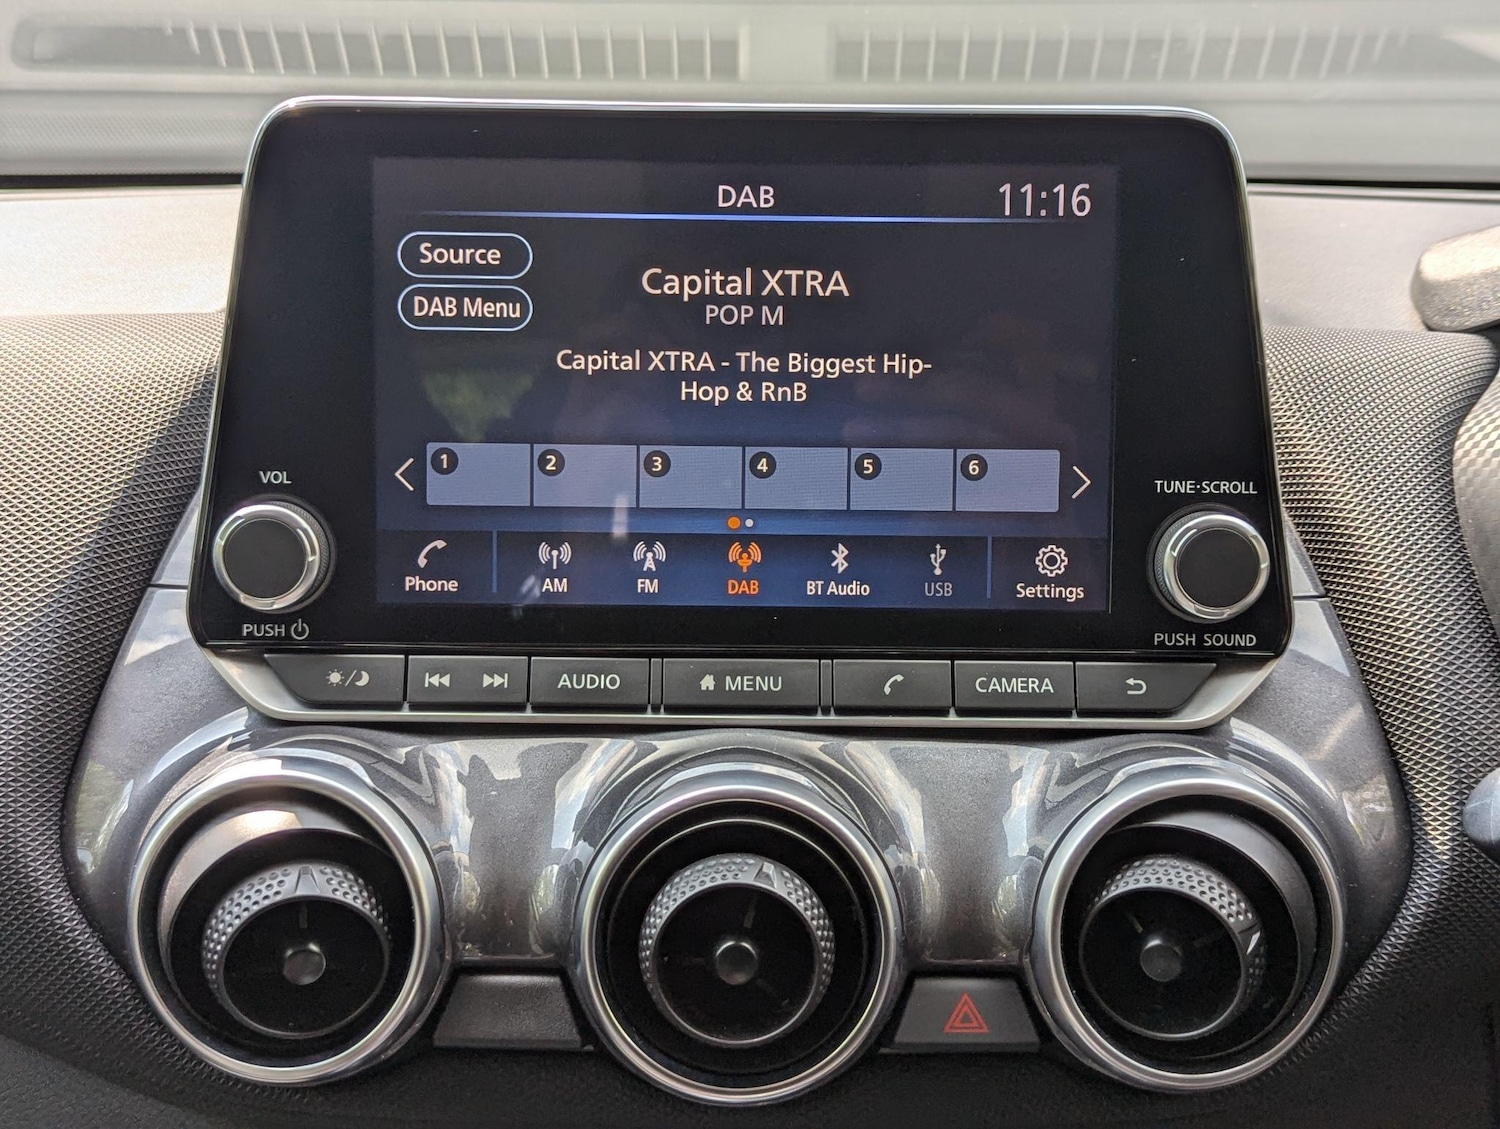 DAB
11:16
Source
DAB Menu
Capital XTRA
POP M
Capital XTRA - The Biggest Hip-
Hop & RnB
1 2 3 4 5 6
Phone AM FM DAB BT Audio USB Settings
VOL
PUSH
TUNE·SCROLL
PUSH SOUND
AUDIO MENU CAMERA